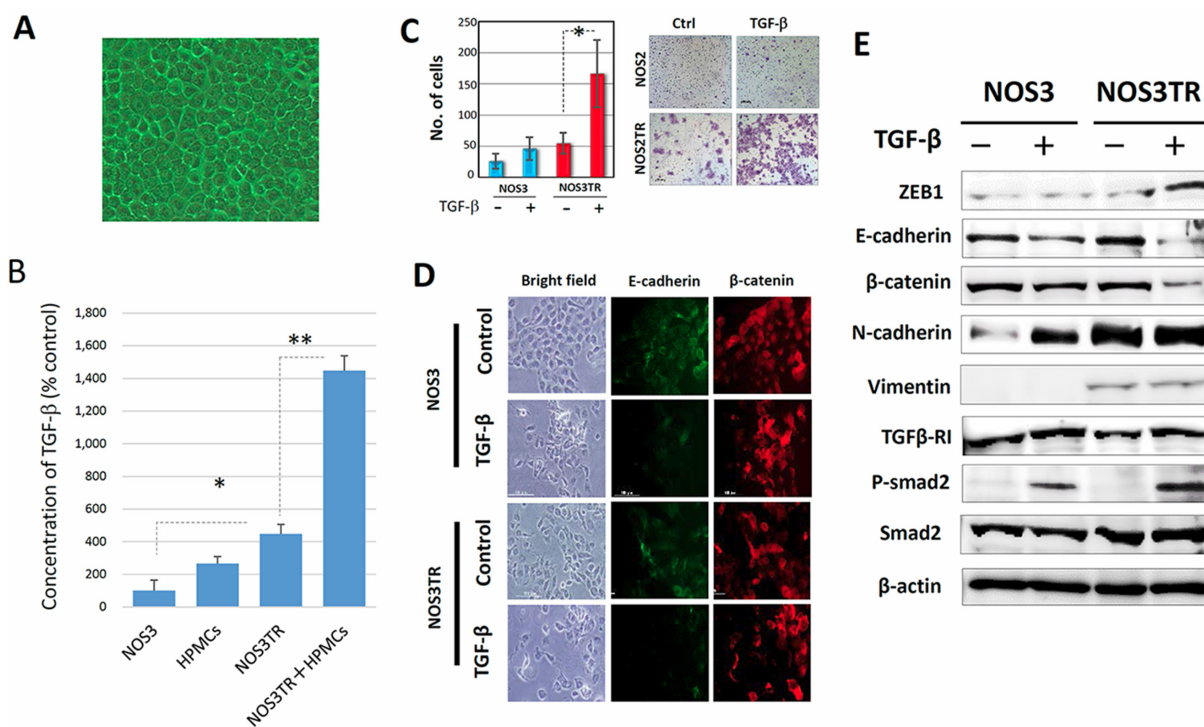 A
B
Concentration of TGF-β (% control)
1,800
1,600
1,400
1,200
1,000
800
600
400
200
0
*
**
NOS3
HPMCs
NOS3TR
NOS3TR+HPMCs
C
No. of cells
250
200
150
100
50
0
*
NOS3
NOS3TR
TGF-β
− + − +
Ctrl
TGF-β
NOS2
NOS2TR
D
Bright field
E-cadherin
β-catenin
NOS3
Control
TGF-β
NOS3TR
Control
TGF-β
E
NOS3
NOS3TR
TGF-β
− + − +
ZEB1
E-cadherin
β-catenin
N-cadherin
Vimentin
TGFβ-RI
P-smad2
Smad2
β-actin